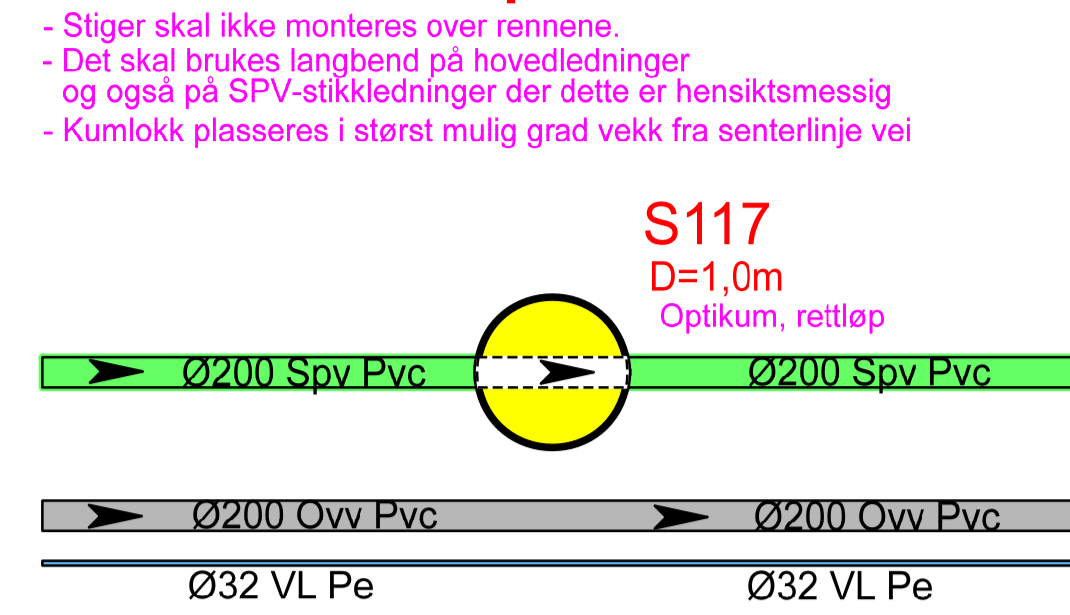 - Stiger skal ikke monteres over rennene.
- Det skal brukes langbend på hovedledninger
og også på SPV-stikkledninger der dette er hensiktsmessig
- Kumlokk plasseres i størst mulig grad vekk fra senterlinje vei
S117
D=1,0m
Optikum, rettløp
Ø200 Spv Pvc
Ø200 Spv Pvc
Ø200 Ovv Pvc
Ø200 Ovv Pvc
Ø32 VL Pe
Ø32 VL Pe